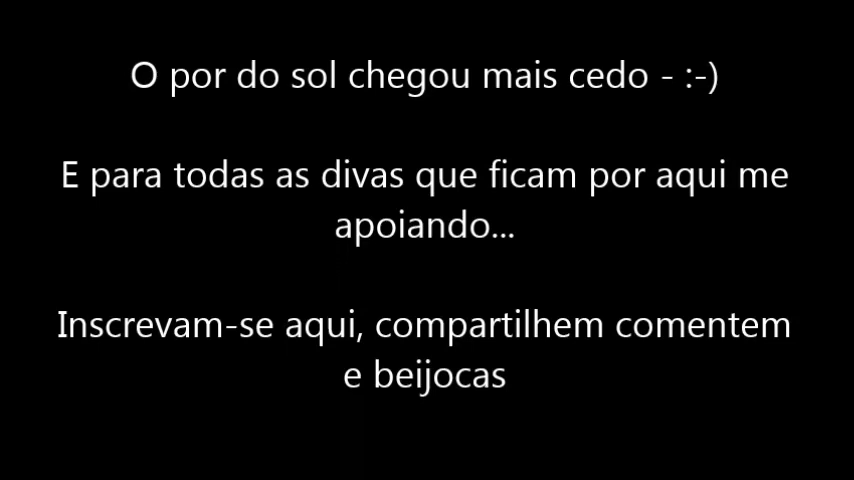 O por do sol chegou mais cedo - :-)
E para todas as divas que ficam por aqui me
apoiando...
Inscrevam-se aqui, compartilhem comentem
e beijocas